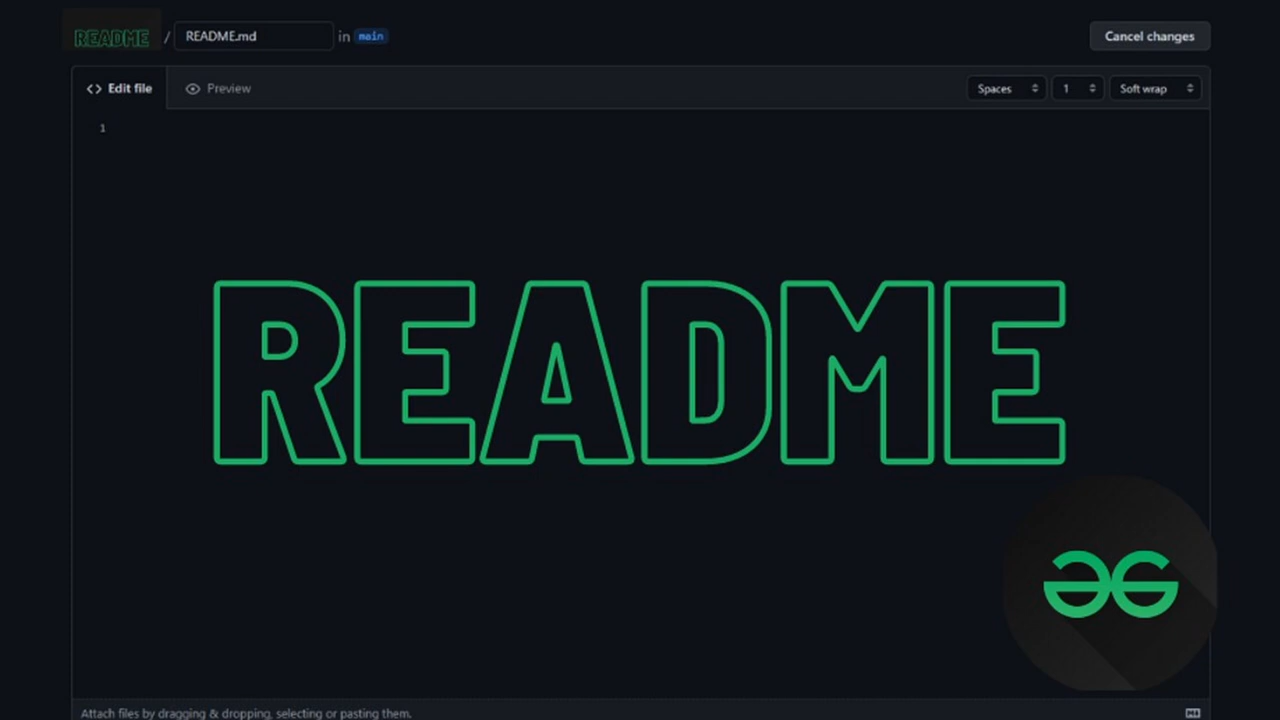 README / README.md in main Cancel changes
<> Edit file Preview Spaces 1 Soft wrap
1
README
Attach files by dragging & dropping, selecting or pasting them.